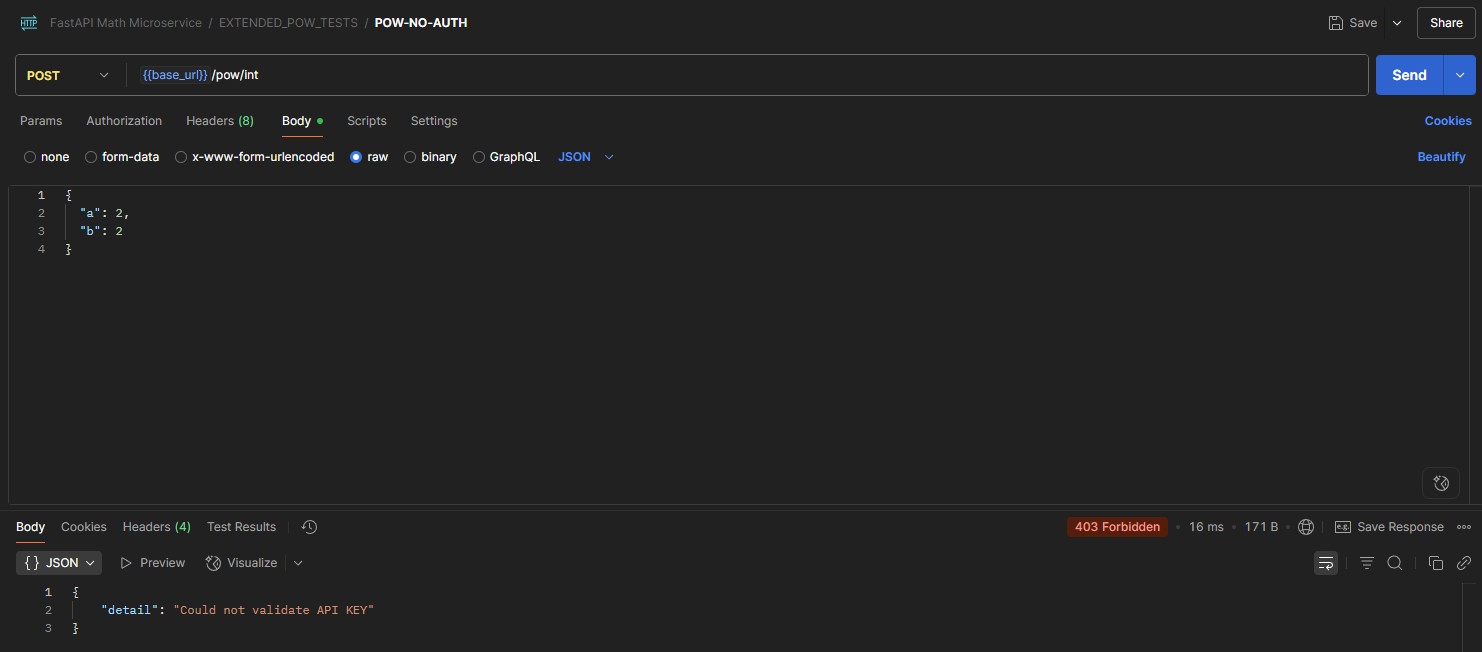 HTTP FastAPI Math Microservice / EXTENDED_POW_TESTS / POW-NO-AUTH Save Share
POST {{base_url}} /pow/int Send
Params Authorization Headers (8) Body Scripts Settings Cookies
none form-data x-www-form-urlencoded raw binary GraphQL JSON Beautify
1 {
2 "a": 2,
3 "b": 2
4 }
Body Cookies Headers (4) Test Results 403 Forbidden 16 ms 171 B e.g. Save Response
{} JSON Preview Visualize
1 {
2 "detail": "Could not validate API KEY"
3 }